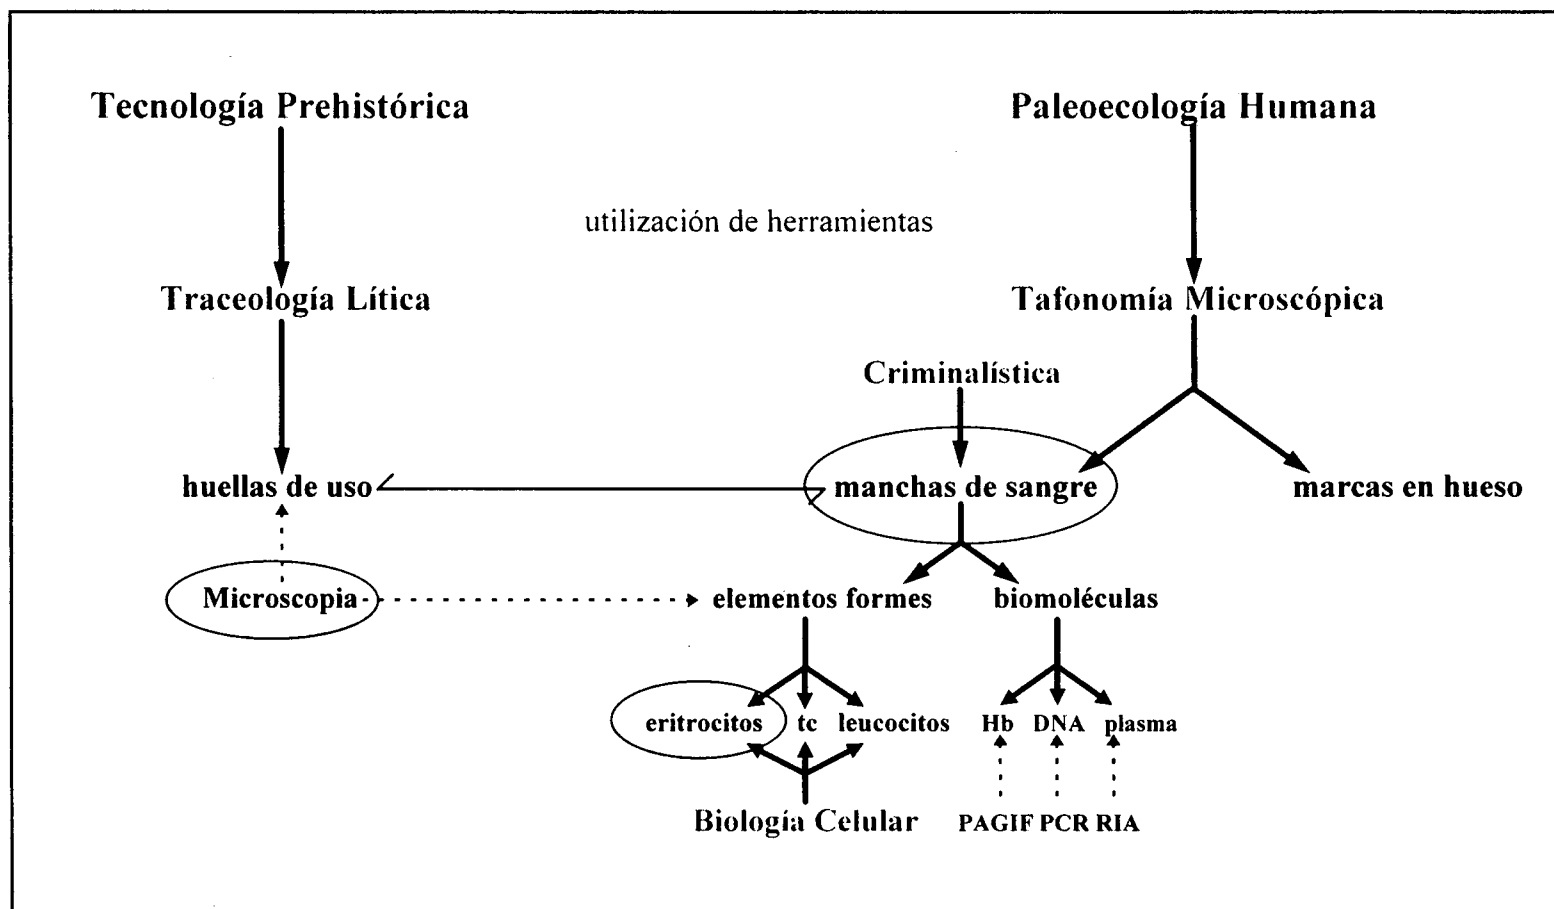 Tecnología Prehistórica
Paleoecología Humana
utilización de herramientas
Traceología Lítica
Tafonomía Microscópica
Criminalística
huellas de uso
manchas de sangre
marcas en hueso
Microscopia
elementos formes
biomoléculas
eritrocitos tc leucocitos
Hb DNA plasma
Biología Celular
PAGIF PCR RIA